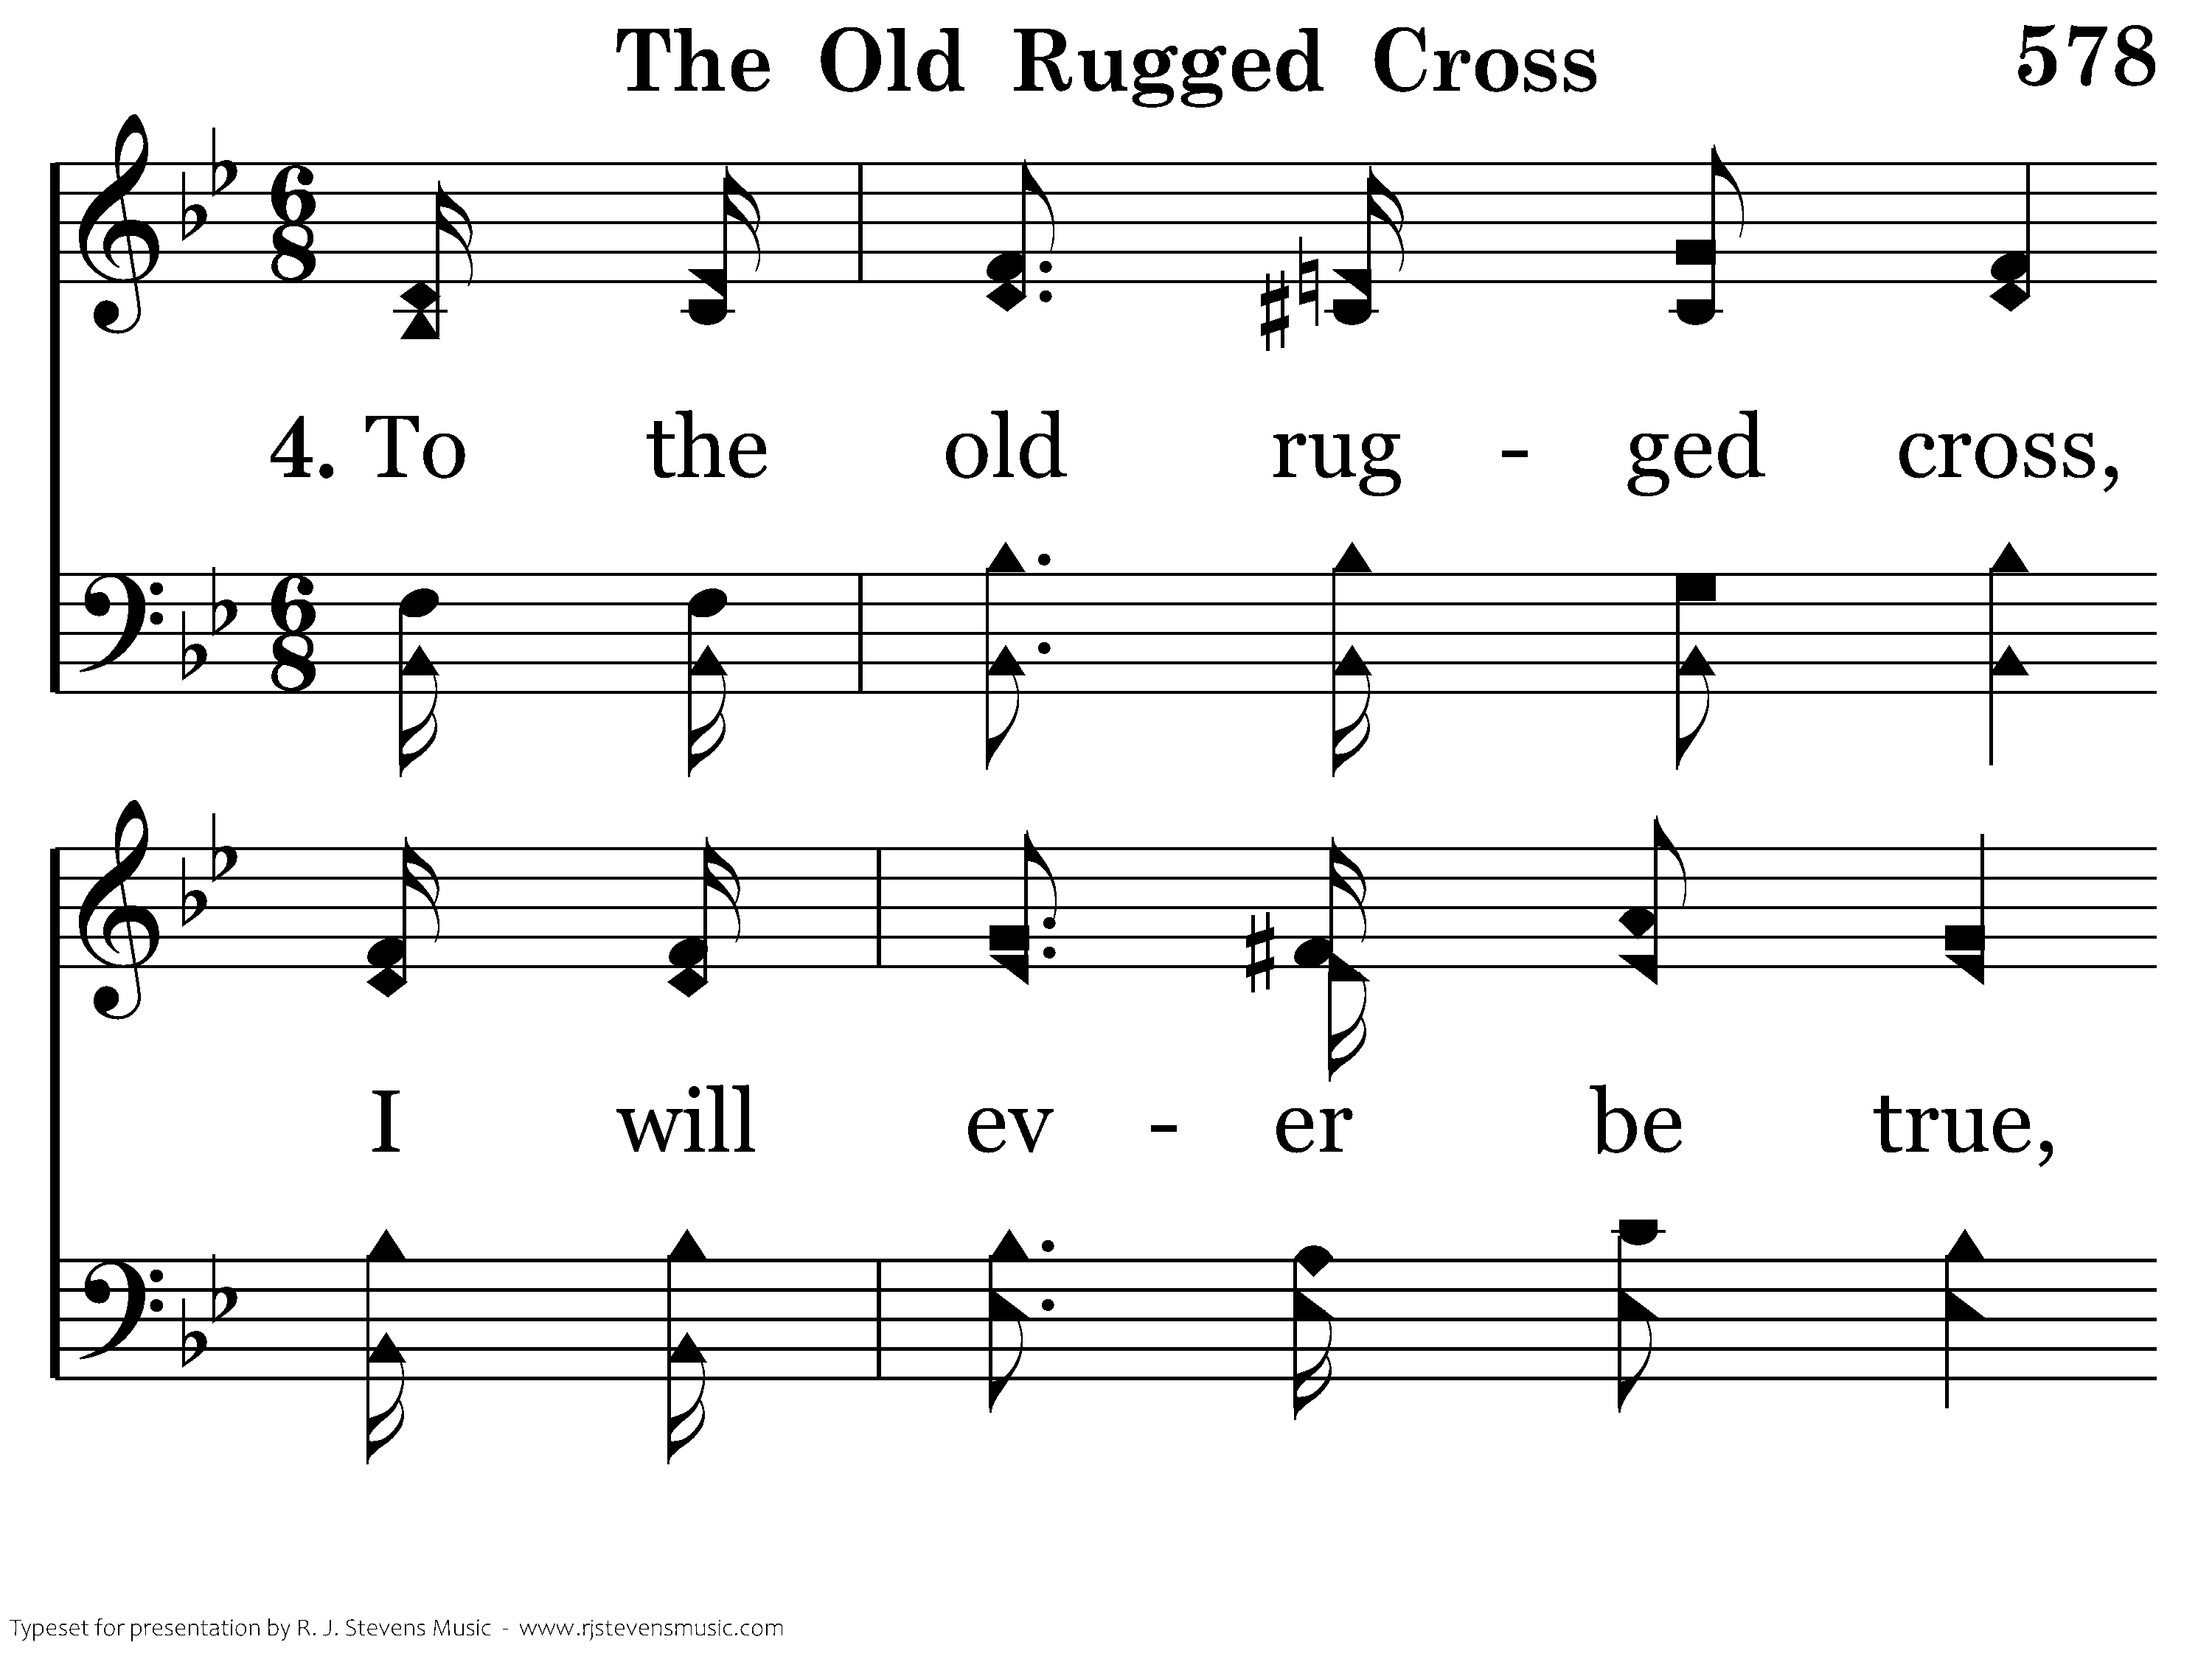 The Old Rugged Cross 578
4. To the old rug - ged cross,
I will ev - er be true,
Typeset for presentation by R. J. Stevens Music - www.rjstevensmusic.com